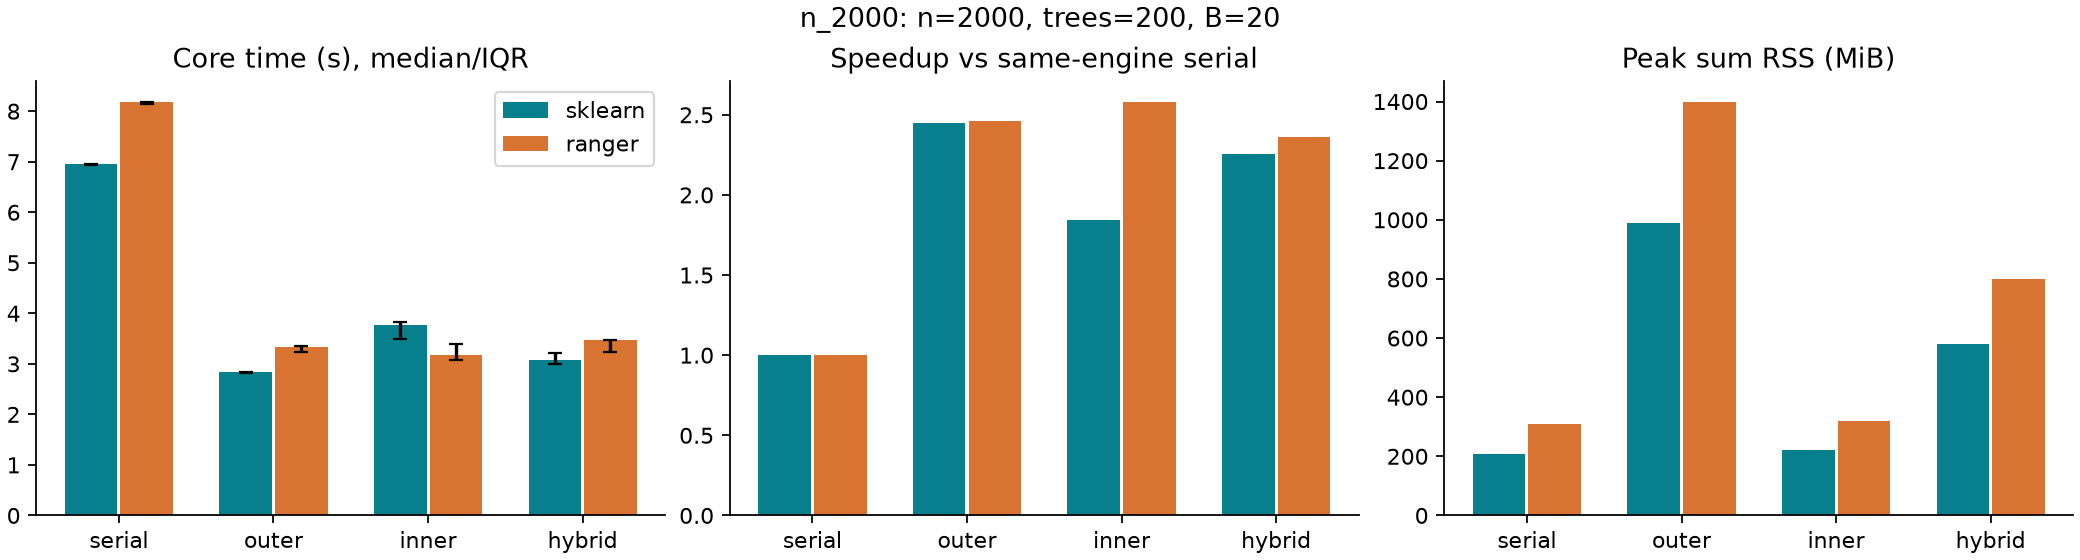 n_2000: n=2000, trees=200, B=20
Core time (s), median/IQR
8
7
6
5
4
3
2
1
0
sklearn
ranger
serial outer inner hybrid
Speedup vs same-engine serial
2.5
2.0
1.5
1.0
0.5
0.0
serial outer inner hybrid
Peak sum RSS (MiB)
1400
1200
1000
800
600
400
200
0
serial outer inner hybrid